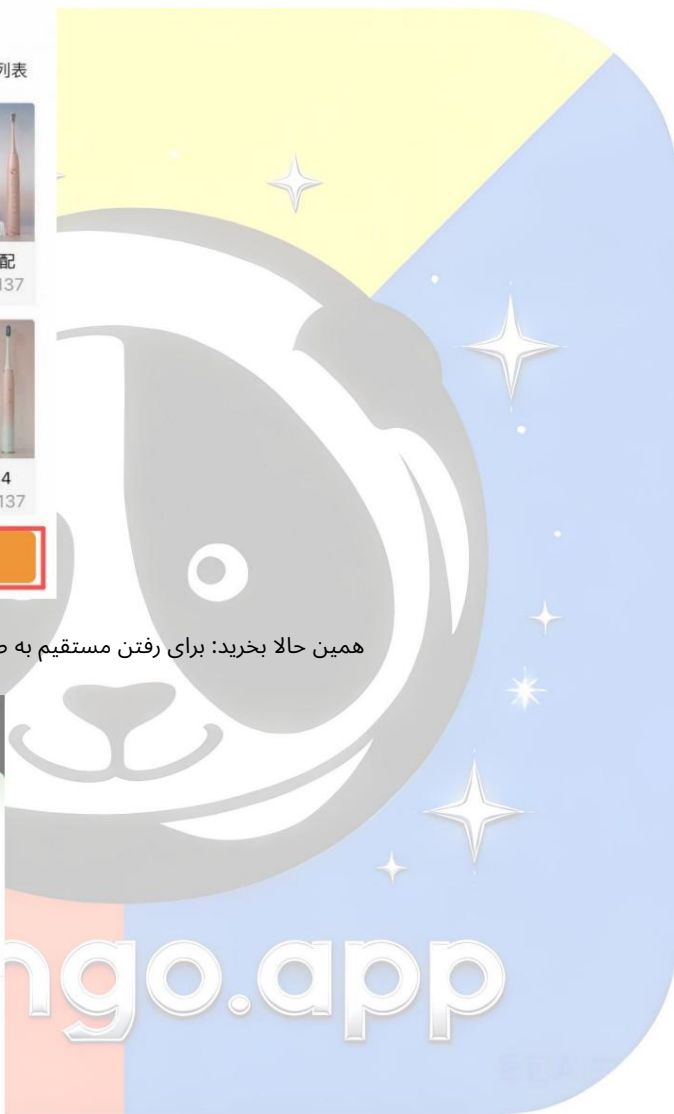 列表
配
137
4
137
همین حالا بخرید: برای رفتن مستقیم به
ngo.app